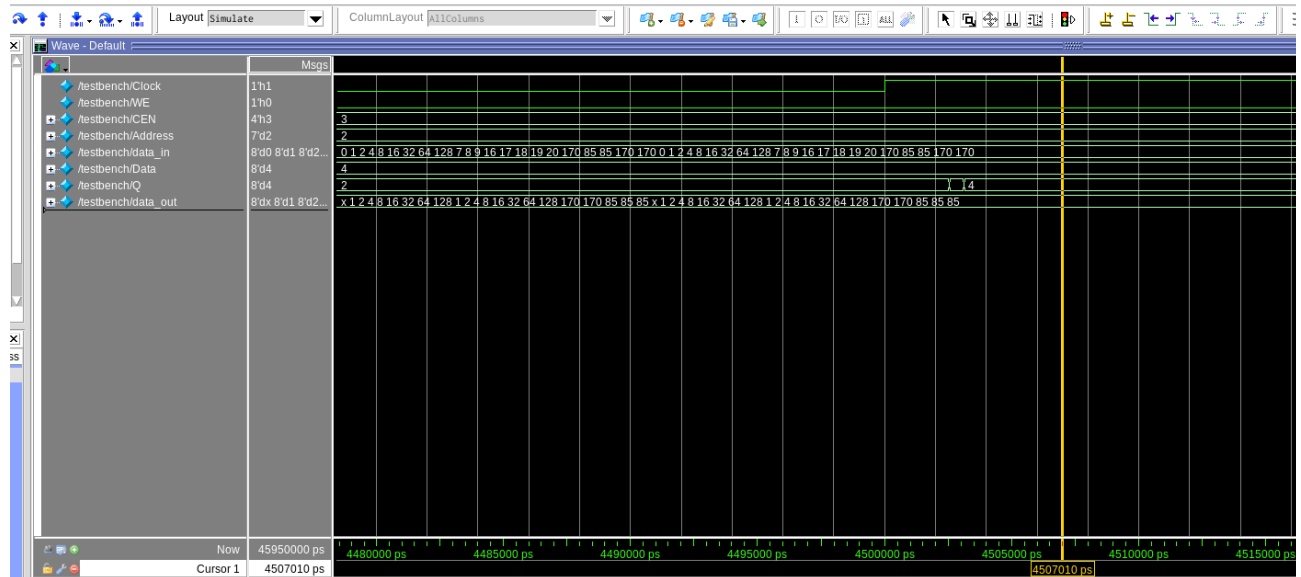 Layout Simulate
ColumnLayout AllColumns
Wave - Default
Msgs
/testbench/Clock 1'h1
/testbench/WE 1'h0
/testbench/CEN 4'h3 3
/testbench/Address 7'd2 2
/testbench/data_in 8'd0 8'd1 8'd2... 0 1 2 4 8 16 32 64 128 7 8 9 16 17 18 19 20 170 85 85 170 170 0 1 2 4 8 16 32 64 128 7 8 9 16 17 18 19 20 170 85 85 170 170
/testbench/Data 8'd4 4
/testbench/Q 8'd4 2 4
/testbench/data_out 8'dx 8'd1 8'd2... x 1 2 4 8 16 32 64 128 1 2 4 8 16 32 64 128 170 170 85 85 85 x 1 2 4 8 16 32 64 128 1 2 4 8 16 32 64 128 170 170 85 85 85
ss
Now 45950000 ps
4480000 ps 4485000 ps 4490000 ps 4495000 ps 4500000 ps 4505000 ps 4510000 ps 4515000 ps
Cursor 1 4507010 ps 4507010 ps